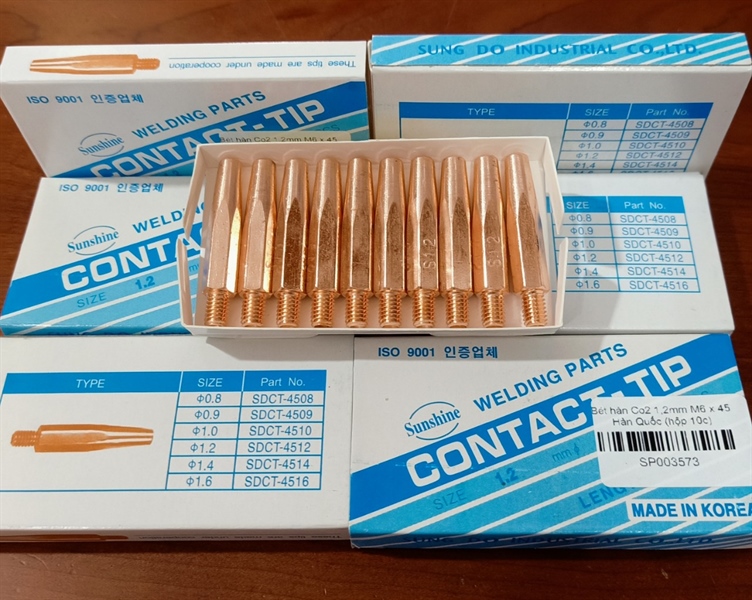 These tips are made under cooperation
ISO 9001 인증업체
Sunshine
WELDING PARTS
CONTACT-TIP
Bét hàn Co2 1,2mm M6 x 45
SUNG DO INDUSTRIAL CO.,LTD.
TYPE SIZE Part No.
Φ0.8 SDCT-4508
Φ0.9 SDCT-4509
Φ1.0 SDCT-4510
Φ1.2 SDCT-4512
Φ1.4 SDCT-4514
ISO 9001 인증업체
Sunshine
WELDING
CONTACT
SIZE 1.2
SIZE Part No.
Φ0.8 SDCT-4508
Φ0.9 SDCT-4509
Φ1.0 SDCT-4510
Φ1.2 SDCT-4512
Φ1.4 SDCT-4514
Φ1.6 SDCT-4516
S1.2
S1.2
TYPE SIZE Part No.
Φ0.8 SDCT-4508
Φ0.9 SDCT-4509
Φ1.0 SDCT-4510
Φ1.2 SDCT-4512
Φ1.4 SDCT-4514
Φ1.6 SDCT-4516
ISO 9001 인증업체
Sunshine
WELDING PARTS
CONTACT-TIP
SIZE 1.2 mm
Bét hàn Co2 1,2mm M6 x 45
Hàn Quốc (hộp 10c)
SP003573
MADE IN KOREA